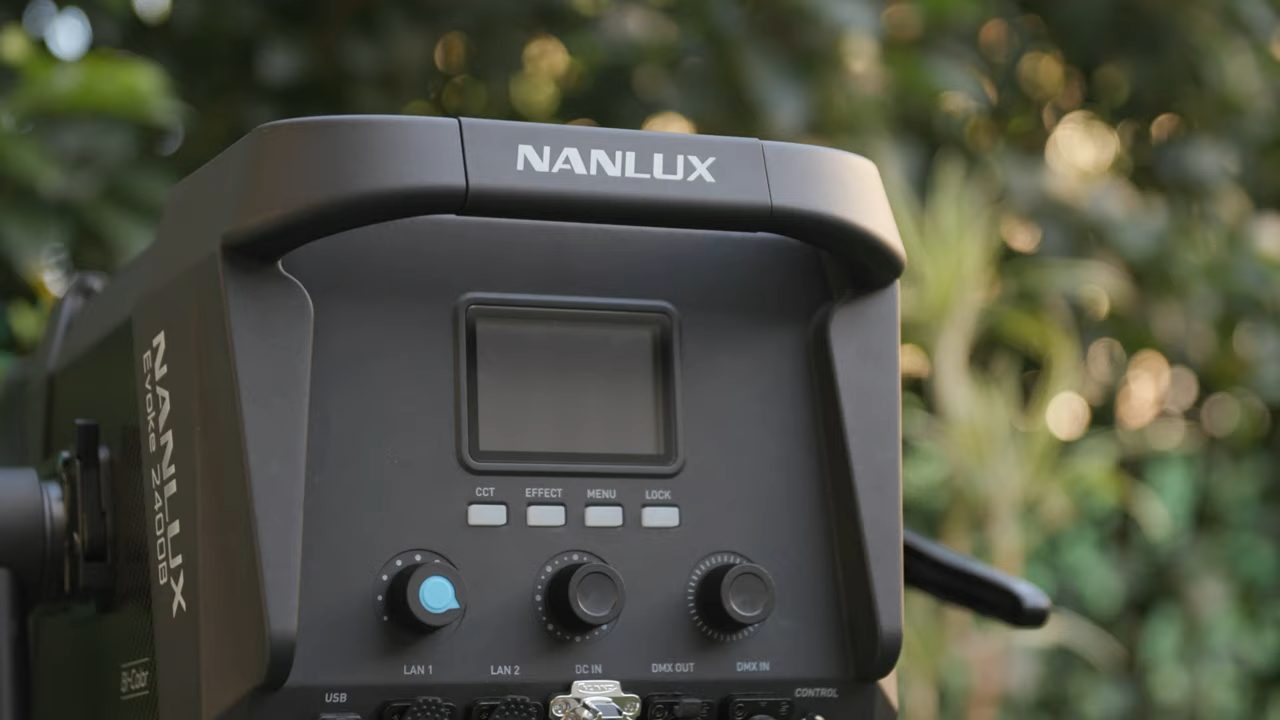 NANLUX
NANLUX
Evoke 2400B
Bi-Color
CCT EFFECT MENU LOCK
LAN 1 LAN 2 DC IN DMX OUT DMX IN
USB CONTROL